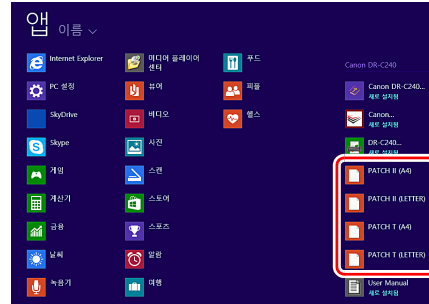 앱 이름
Internet Explorer
PC 설정
SkyDrive
Skype
게임
계산기
금융
날씨
녹음기
미디어 플레이어
센터
뷰어
비디오
사진
스캔
스토어
스포츠
알람
여행
푸드
피플
헬스
Canon DR-C240
Canon DR-C240...
새로 설치됨
Canon...
새로 설치됨
DR-C240...
새로 설치됨
PATCH II (A4)
PATCH II (LETTER)
PATCH T (A4)
PATCH T (LETTER)
User Manual
새로 설치됨